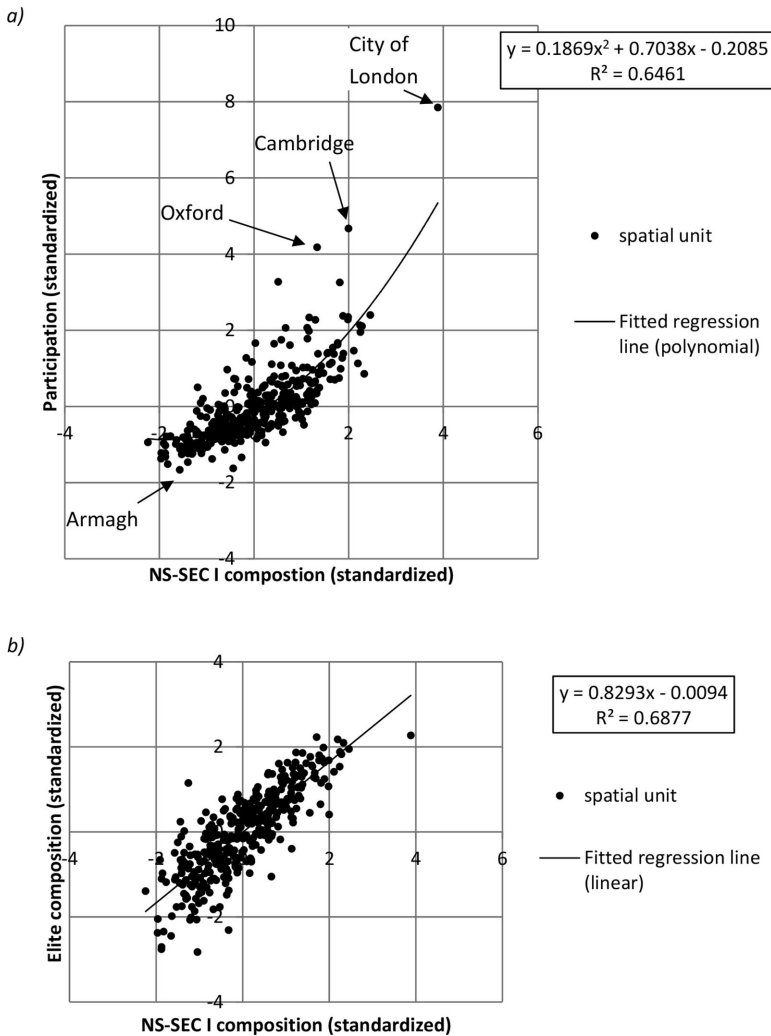 a)
10
8
6
4
2
0
-2
-4
-4
-2
0
2
4
6
City of
London
y = 0.1869x² + 0.7038x - 0.2085
R² = 0.6461
Cambridge
Oxford
Armagh
Participation (standardized)
spatial unit
Fitted regression
line (polynomial)
NS-SEC I compostion (standardized)
b)
4
2
-2
-4
-4
-2
2
4
6
Elite composition (standardized)
y = 0.8293x - 0.0094
R² = 0.6877
spatial unit
Fitted regression line
(linear)
NS-SEC I composition (standardized)